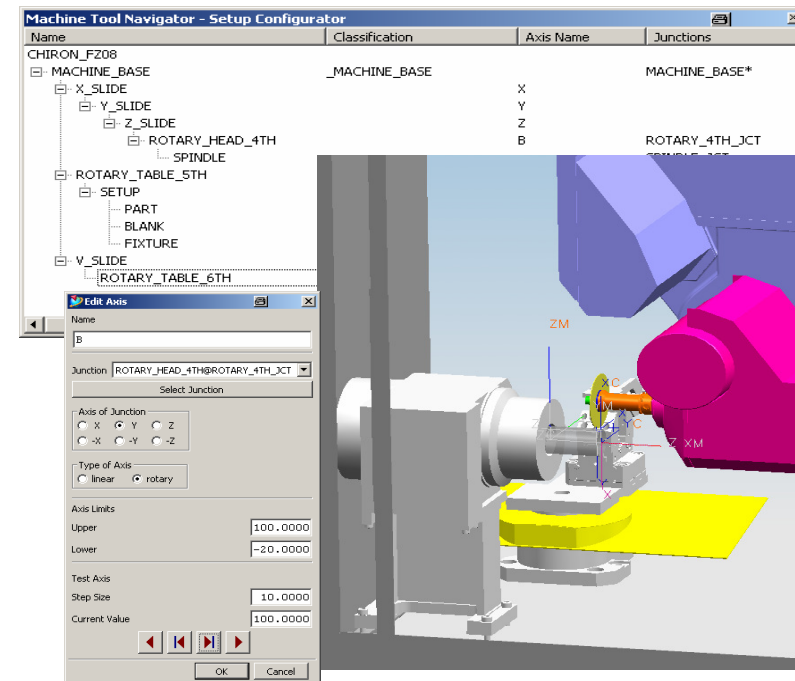 Machine Tool Navigator - Setup Configurator
Name Classification Axis Name Junctions
CHIRON_FZ08
MACHINE_BASE _MACHINE_BASE MACHINE_BASE*
X_SLIDE X
Y_SLIDE Y
Z_SLIDE Z
ROTARY_HEAD_4TH B ROTARY_4TH_JCT
SPINDLE
ROTARY_TABLE_5TH
SETUP
PART
BLANK
FIXTURE
V_SLIDE
ROTARY_TABLE_6TH
Edit Axis
Name
B
Junction ROTARY_HEAD_4TH@ROTARY_4TH_JCT
Select Junction
Axis of Junction
X Y Z
-X -Y -Z
Type of Axis
linear rotary
Axis Limits
Upper 100.0000
Lower -20.0000
Test Axis
Step Size 10.0000
Current Value 100.0000
OK Cancel
ZM
XC
YC
Z XM
X